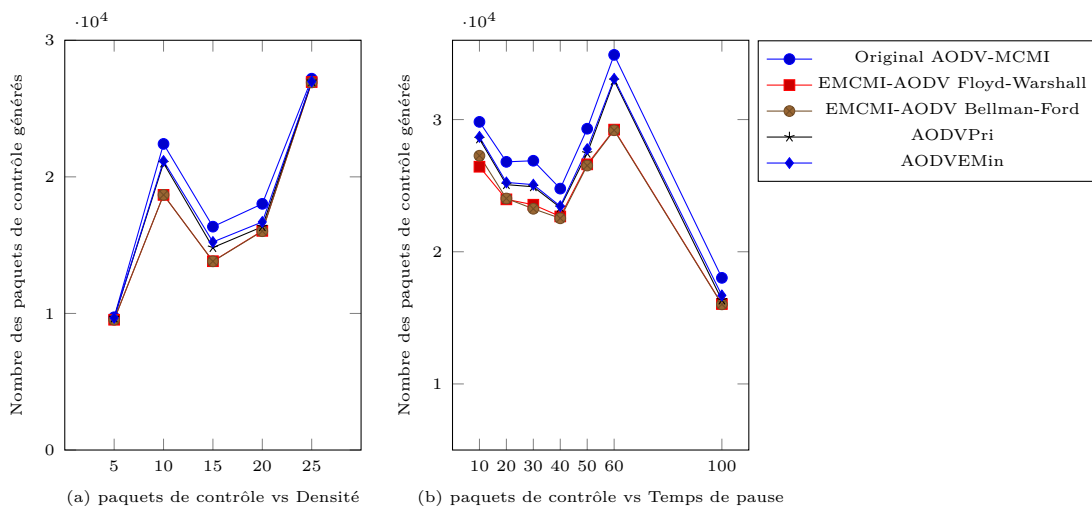 ·10^4
3
2
1
0
Nombre des paquets de contrôle générés
5 10 15 20 25
(a) paquets de contrôle vs Densité
·10^4
3
2
1
Nombre des paquets de contrôle générés
10 20 30 40 50 60 100
(b) paquets de contrôle vs Temps de pause
Original AODV-MCMI
EMCMI-AODV Floyd-Warshall
EMCMI-AODV Bellman-Ford
AODVPri
AODVEMin